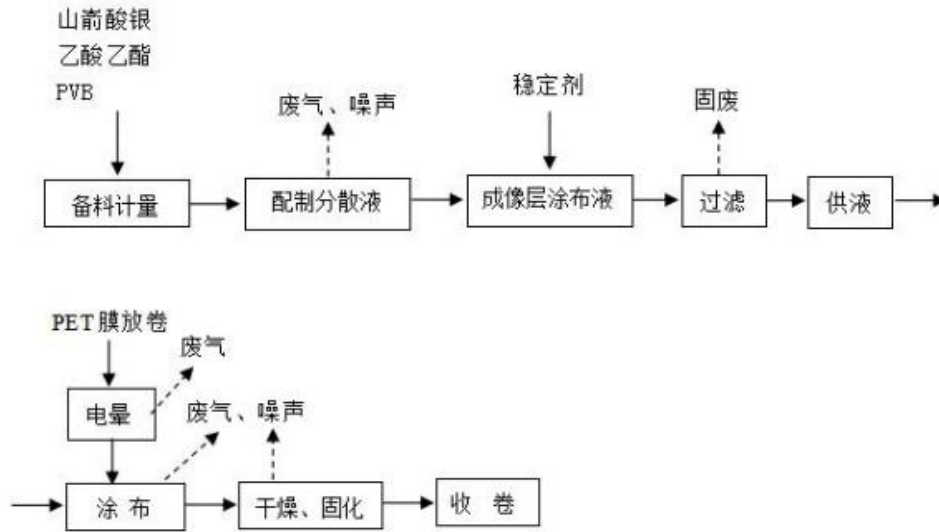 山嵛酸银
乙酸乙酯
PVB
废气、噪声
稳定剂
固废
备料计量
配制分散液
成像层涂布液
过滤
供液
PET膜放卷
废气
电晕
废气、噪声
涂布
干燥、固化
收 卷